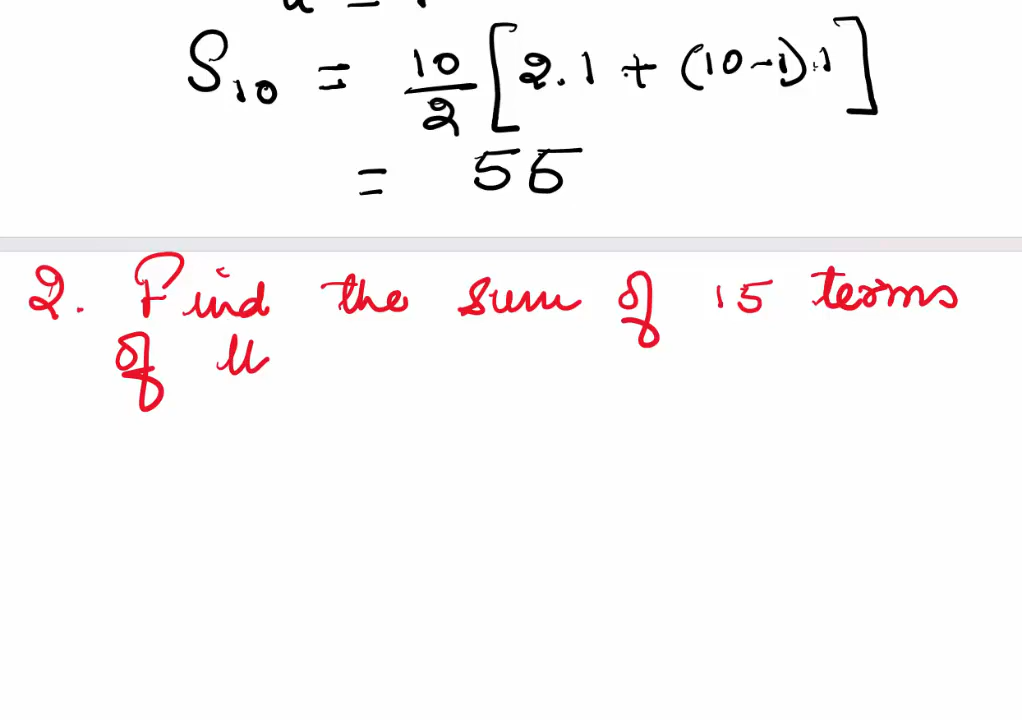 S10 = 10/2 [2.1 + (10-1).1]
= 55
2. Find the sum of 15 terms
of